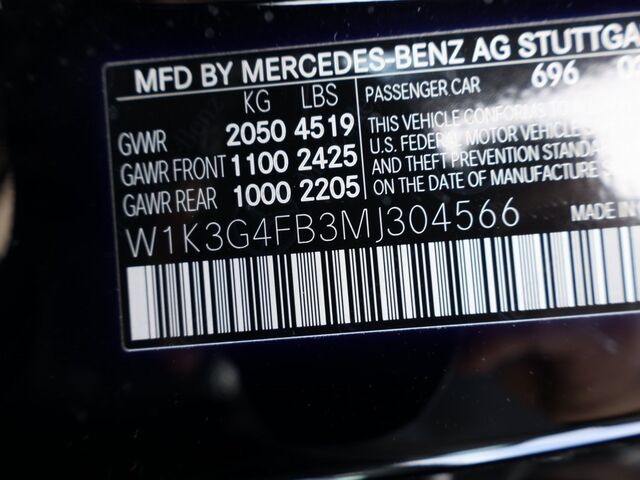 MFD BY MERCEDES-BENZ AG STUTTGA
KG LBS
GVWR 2050 4519
GAWR FRONT 1100 2425
GAWR REAR 1000 2205
PASSENGER CAR 696
THIS VEHICLE CONFORMS TO
U.S. FEDERAL MOTOR VEHICLE
AND THEFT PREVENTION STANDA
ON THE DATE OF MANUFACTURE
W1K3G4FB3MJ304566
MADE IN